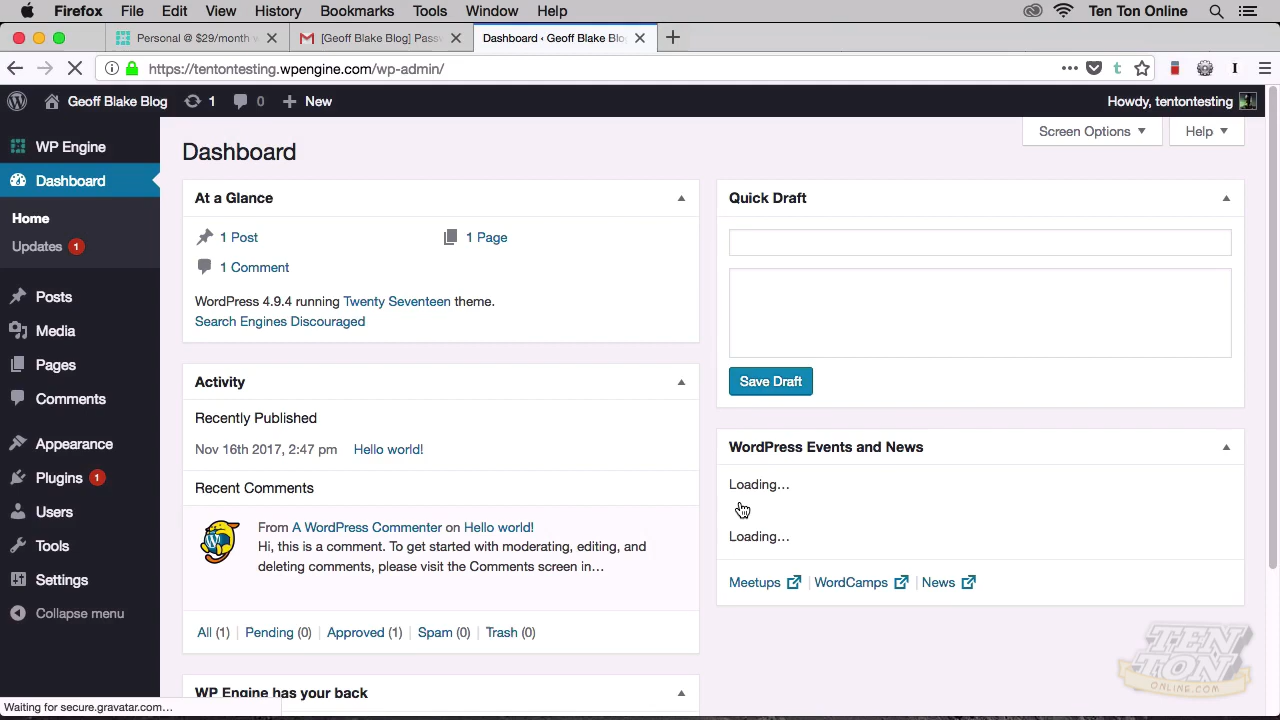 Firefox File Edit View History Bookmarks Tools Window Help Ten Ton Online
Personal @ $29/month w [Geoff Blake Blog] Passw Dashboard ‹ Geoff Blake Blog
https://tentontesting.wpengine.com/wp-admin/
Geoff Blake Blog 1 0 New Howdy, tentontesting
Screen Options Help
WP Engine
Dashboard
Home
Updates 1
Posts
Media
Pages
Comments
Appearance
Plugins 1
Users
Tools
Settings
Collapse menu
Dashboard
At a Glance
1 Post 1 Page
1 Comment
WordPress 4.9.4 running Twenty Seventeen theme.
Search Engines Discouraged
Activity
Recently Published
Nov 16th 2017, 2:47 pm Hello world!
Recent Comments
From A WordPress Commenter on Hello world!
Hi, this is a comment. To get started with moderating, editing, and
deleting comments, please visit the Comments screen in…
All (1) | Pending (0) | Approved (1) | Spam (0) | Trash (0)
WP Engine has your back
Quick Draft
Save Draft
WordPress Events and News
Loading…
Loading…
Meetups | WordCamps | News
Waiting for secure.gravatar.com…
TEN
TON
ONLINE.COM